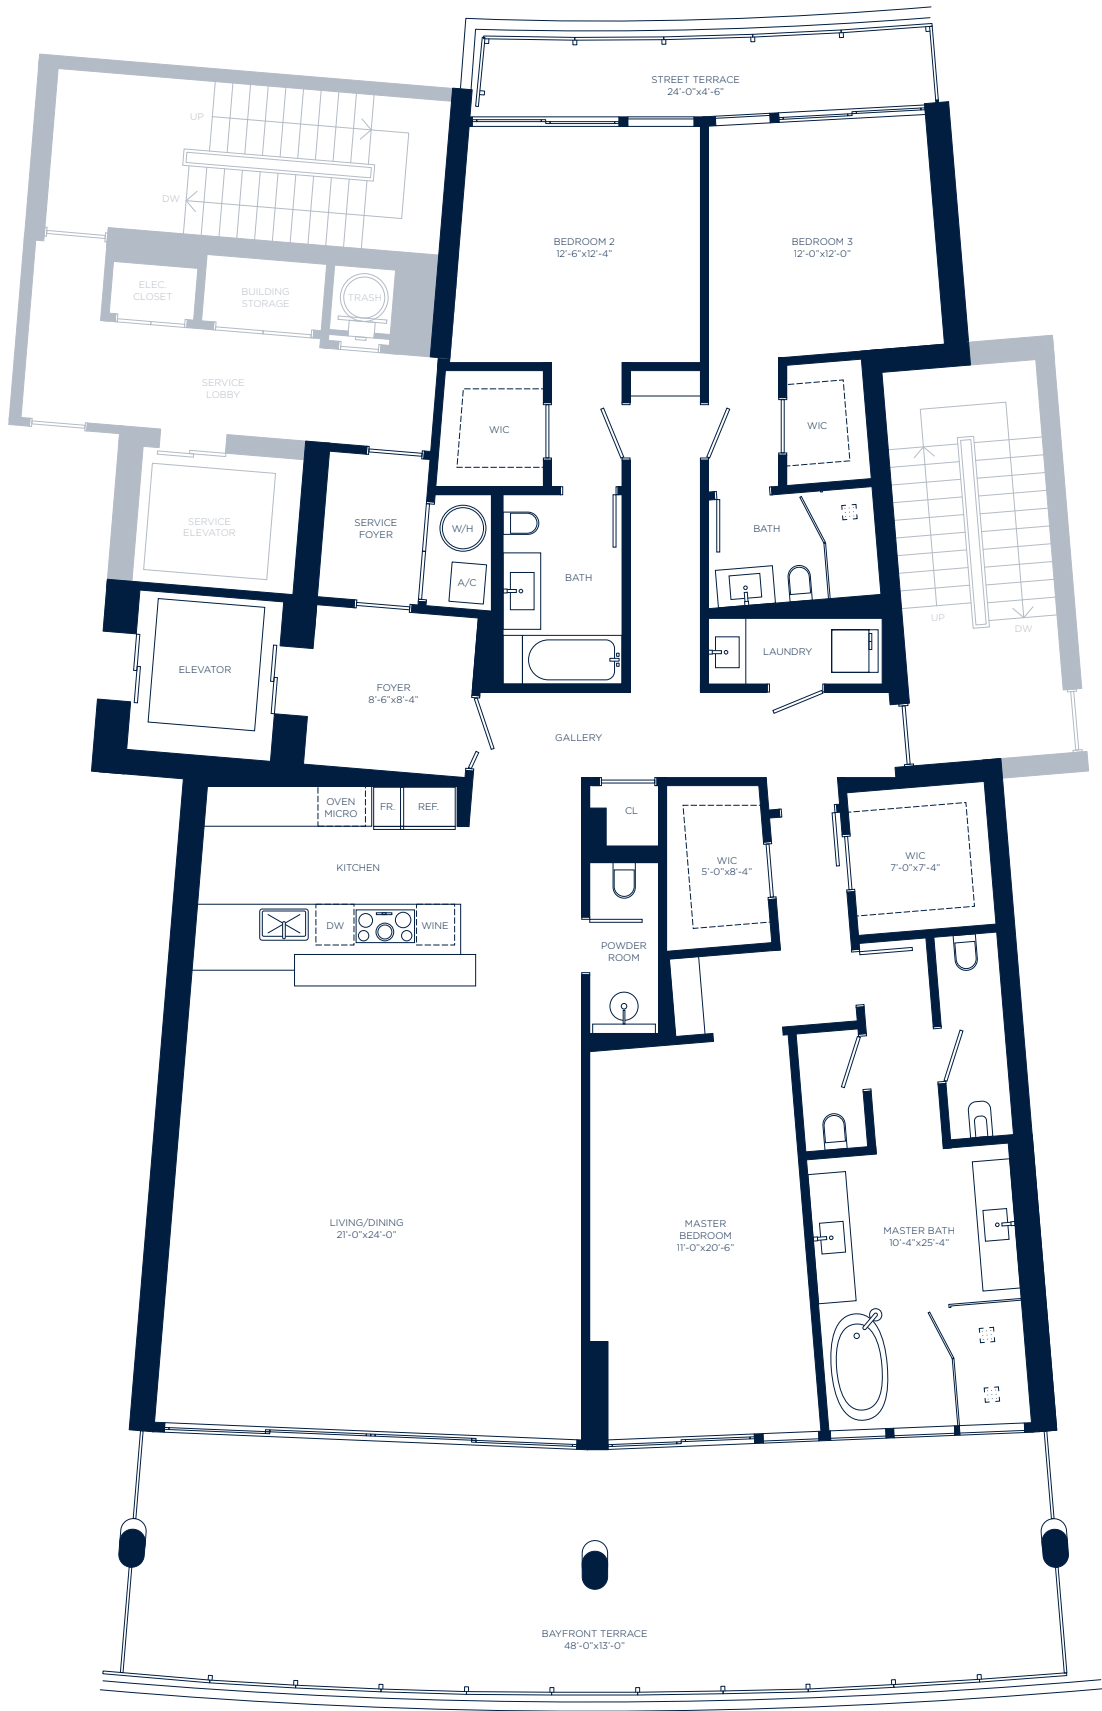 STREET TERRACE
24'-0"x4'-6"
UP
DW
BEDROOM 2
12'-6"x12'-4"
BEDROOM 3
12'-0"x12'-0"
ELEC.
CLOSET
BUILDING
STORAGE
TRASH
SERVICE
LOBBY
WIC
WIC
SERVICE
ELEVATOR
SERVICE
FOYER
W/H
A/C
BATH
BATH
UP
DW
LAUNDRY
ELEVATOR
FOYER
8'-6"x8'-4"
GALLERY
OVEN
MICRO
FR.
REF.
CL
KITCHEN
WIC
5'-0"x8'-4"
WIC
7'-0"x7'-4"
DW
WINE
POWDER
ROOM
LIVING/DINING
21'-0"x24'-0"
MASTER
BEDROOM
11'-0"x20'-6"
MASTER BATH
10'-4"x25'-4"
BAYFRONT TERRACE
48'-0"x13'-0"